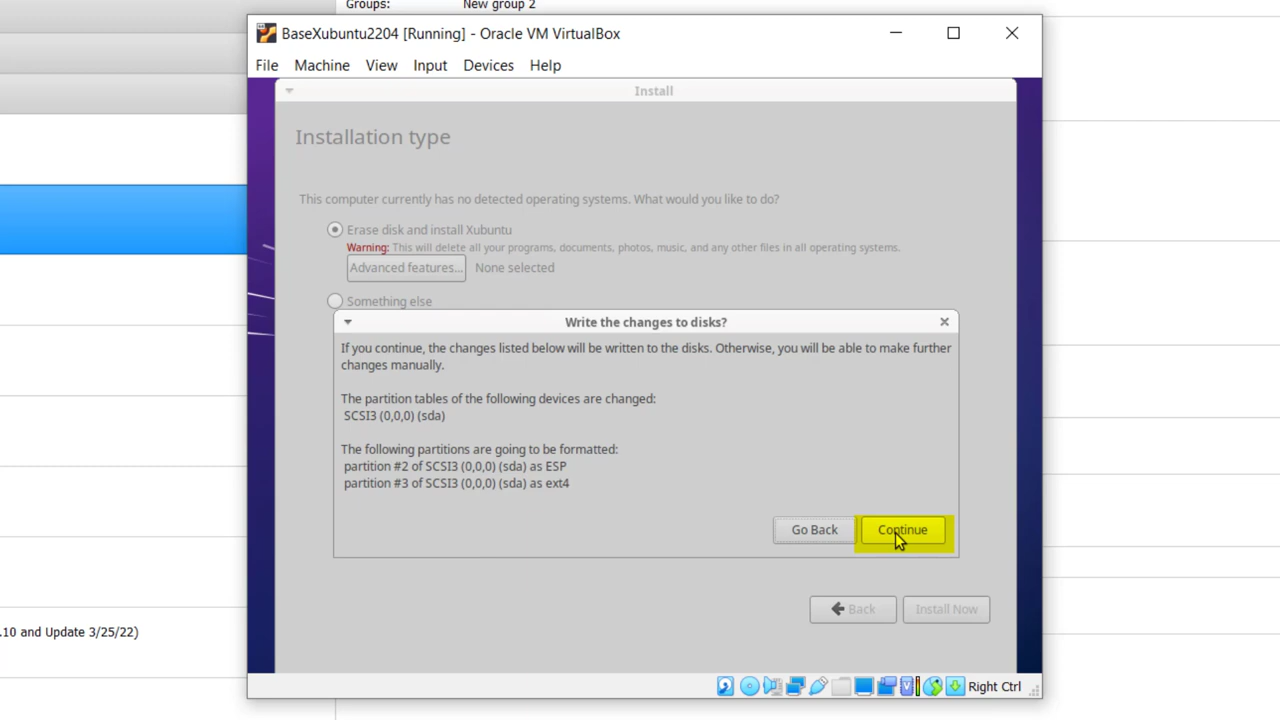 Groups: New group 2
BaseXubuntu2204 [Running] - Oracle VM VirtualBox
File Machine View Input Devices Help
Install
Installation type
This computer currently has no detected operating systems. What would you like to do?
Erase disk and install Xubuntu
Warning: This will delete all your programs, documents, photos, music, and any other files in all operating systems.
Advanced features... None selected
Something else
Write the changes to disks?
If you continue, the changes listed below will be written to the disks. Otherwise, you will be able to make further
changes manually.
The partition tables of the following devices are changed:
SCSI3 (0,0,0) (sda)
The following partitions are going to be formatted:
partition #2 of SCSI3 (0,0,0) (sda) as ESP
partition #3 of SCSI3 (0,0,0) (sda) as ext4
Go Back Continue
Back Install Now
.10 and Update 3/25/22)
Right Ctrl